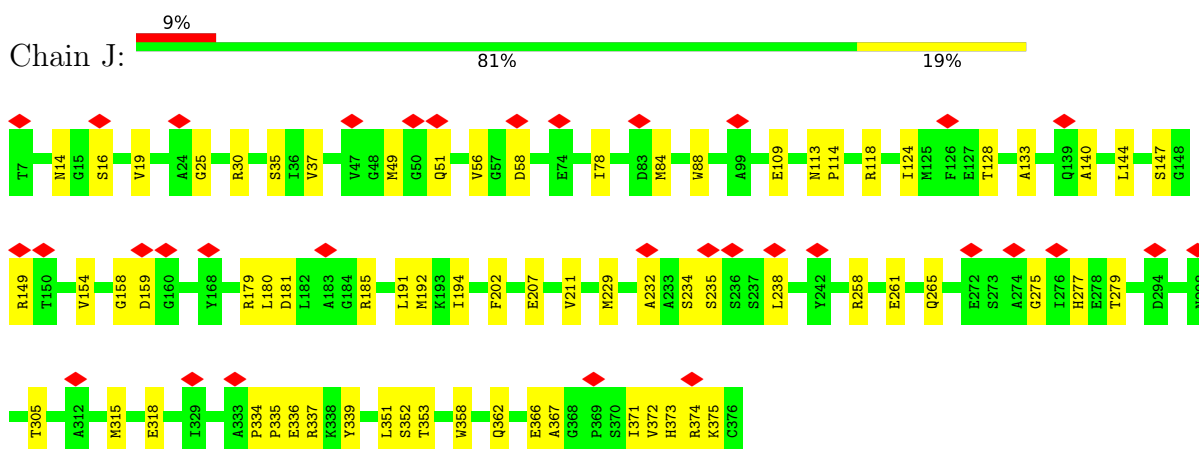 9%
Chain J:
81% 19%
T7 N14 G15 S16 V19 A24 G25 R30 S35 I36 V37 V47 G48 M49 G50 Q51 V56 G57 D58 E74 I78 D83 M84 W88 A99 E109 N113 P114 R118 I124 M125 F126 E127 T128 A133 Q139 A140 L144 S147 G148
R149 T150 V154 G158 D159 G160 Y168 R179 L180 D181 L182 A183 G184 R185 L191 M192 K193 I194 F202 E207 V211 M229 A232 A233 S234 S235 S236 S237 L238 Y242 R258 E261 Q265 E272 S273 A274 G275 I276 H277 E278 T279 D294
T305 A312 M315 E318 I329 A333 P334 P335 E336 R337 K338 Y339 L351 S352 T353 W358 Q362 E366 A367 G368 P369 S370 I371 V372 H373 R374 K375 C376